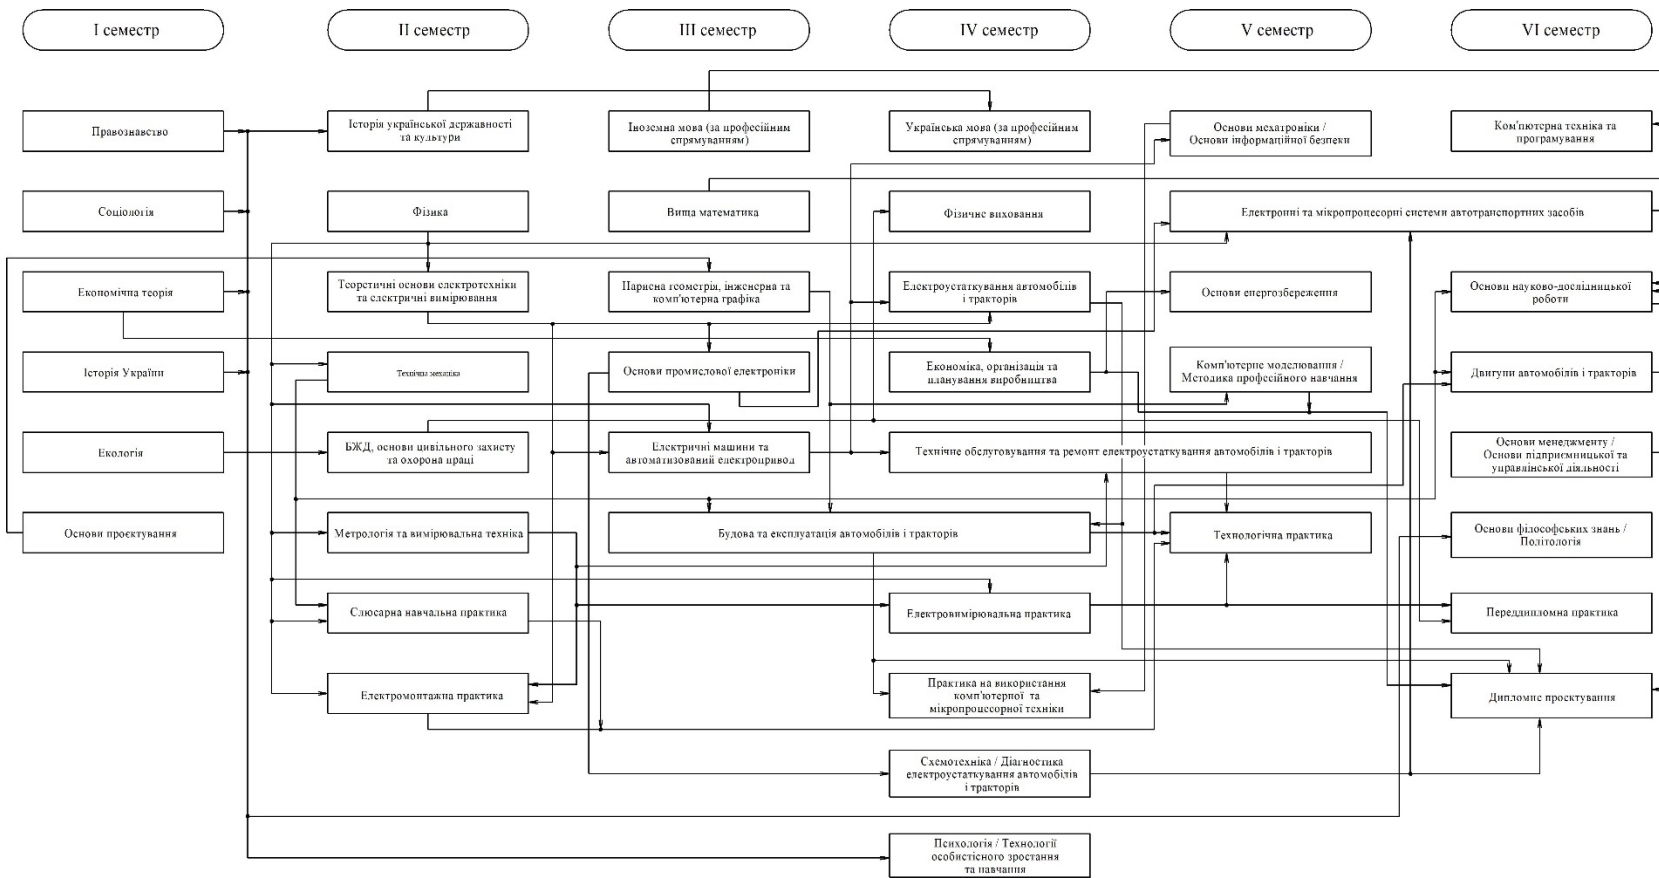 I семестр
II семестр
III семестр
IV семестр
V семестр
VI семестр
Правознавство
Історія української державності
та культури
Іноземна мова (за професійним
спрямуванням)
Українська мова (за професійним
спрямуванням)
Основи мехатроніки /
Основи інформаційної безпеки
Комп'ютерна техніка та
програмування
Соціологія
Фізика
Вища математика
Фізичне виховання
Електронні та мікропроцесорні системи автотранспортних засобів
Економічна теорія
Теоретичні основи електротехніки
та електричні вимірювання
Нарисна геометрія, інженерна та
комп'ютерна графіка
Електроустаткування автомобілів
і тракторів
Основи енергозбереження
Основи науково-дослідницької
роботи
Історія України
Технічна механіка
Основи промислової електроніки
Економіка, організація та
планування виробництва
Комп'ютерне моделювання /
Методика професійного навчання
Двигуни автомобілів і тракторів
Екологія
БЖД, основи цивільного захисту
та охорона праці
Електричні машини та
автоматизований електропривод
Технічне обслуговування та ремонт електроустаткування автомобілів і тракторів
Основи менеджменту /
Основи підприємницької та
управлінської діяльності
Основи проєктування
Метрологія та вимірювальна техніка
Будова та експлуатація автомобілів і тракторів
Технологічна практика
Основи філософських знань /
Політологія
Слюсарна навчальна практика
Електровимірювальна практика
Переддипломна практика
Електромонтажна практика
Практика на використання
комп'ютерної та
мікропроцесорної техніки
Дипломне проєктування
Схемотехніка / Діагностика
електроустаткування автомобілів
і тракторів
Психологія / Технології
особистісного зростання
та навчання